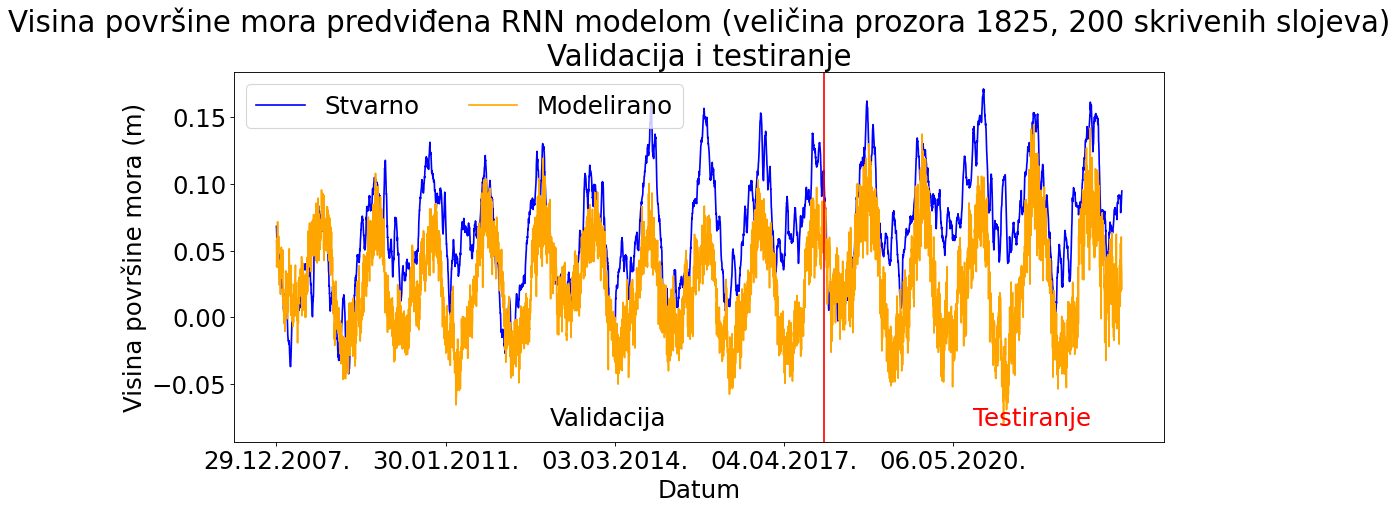 Visina površine mora predviđena RNN modelom (veličina prozora 1825, 200 skrivenih slojeva)
Validacija i testiranje
Stvarno
Modelirano
Visina površine mora (m)
0.15
0.10
0.05
0.00
−0.05
Validacija
Testiranje
29.12.2007.
30.01.2011.
03.03.2014.
04.04.2017.
06.05.2020.
Datum